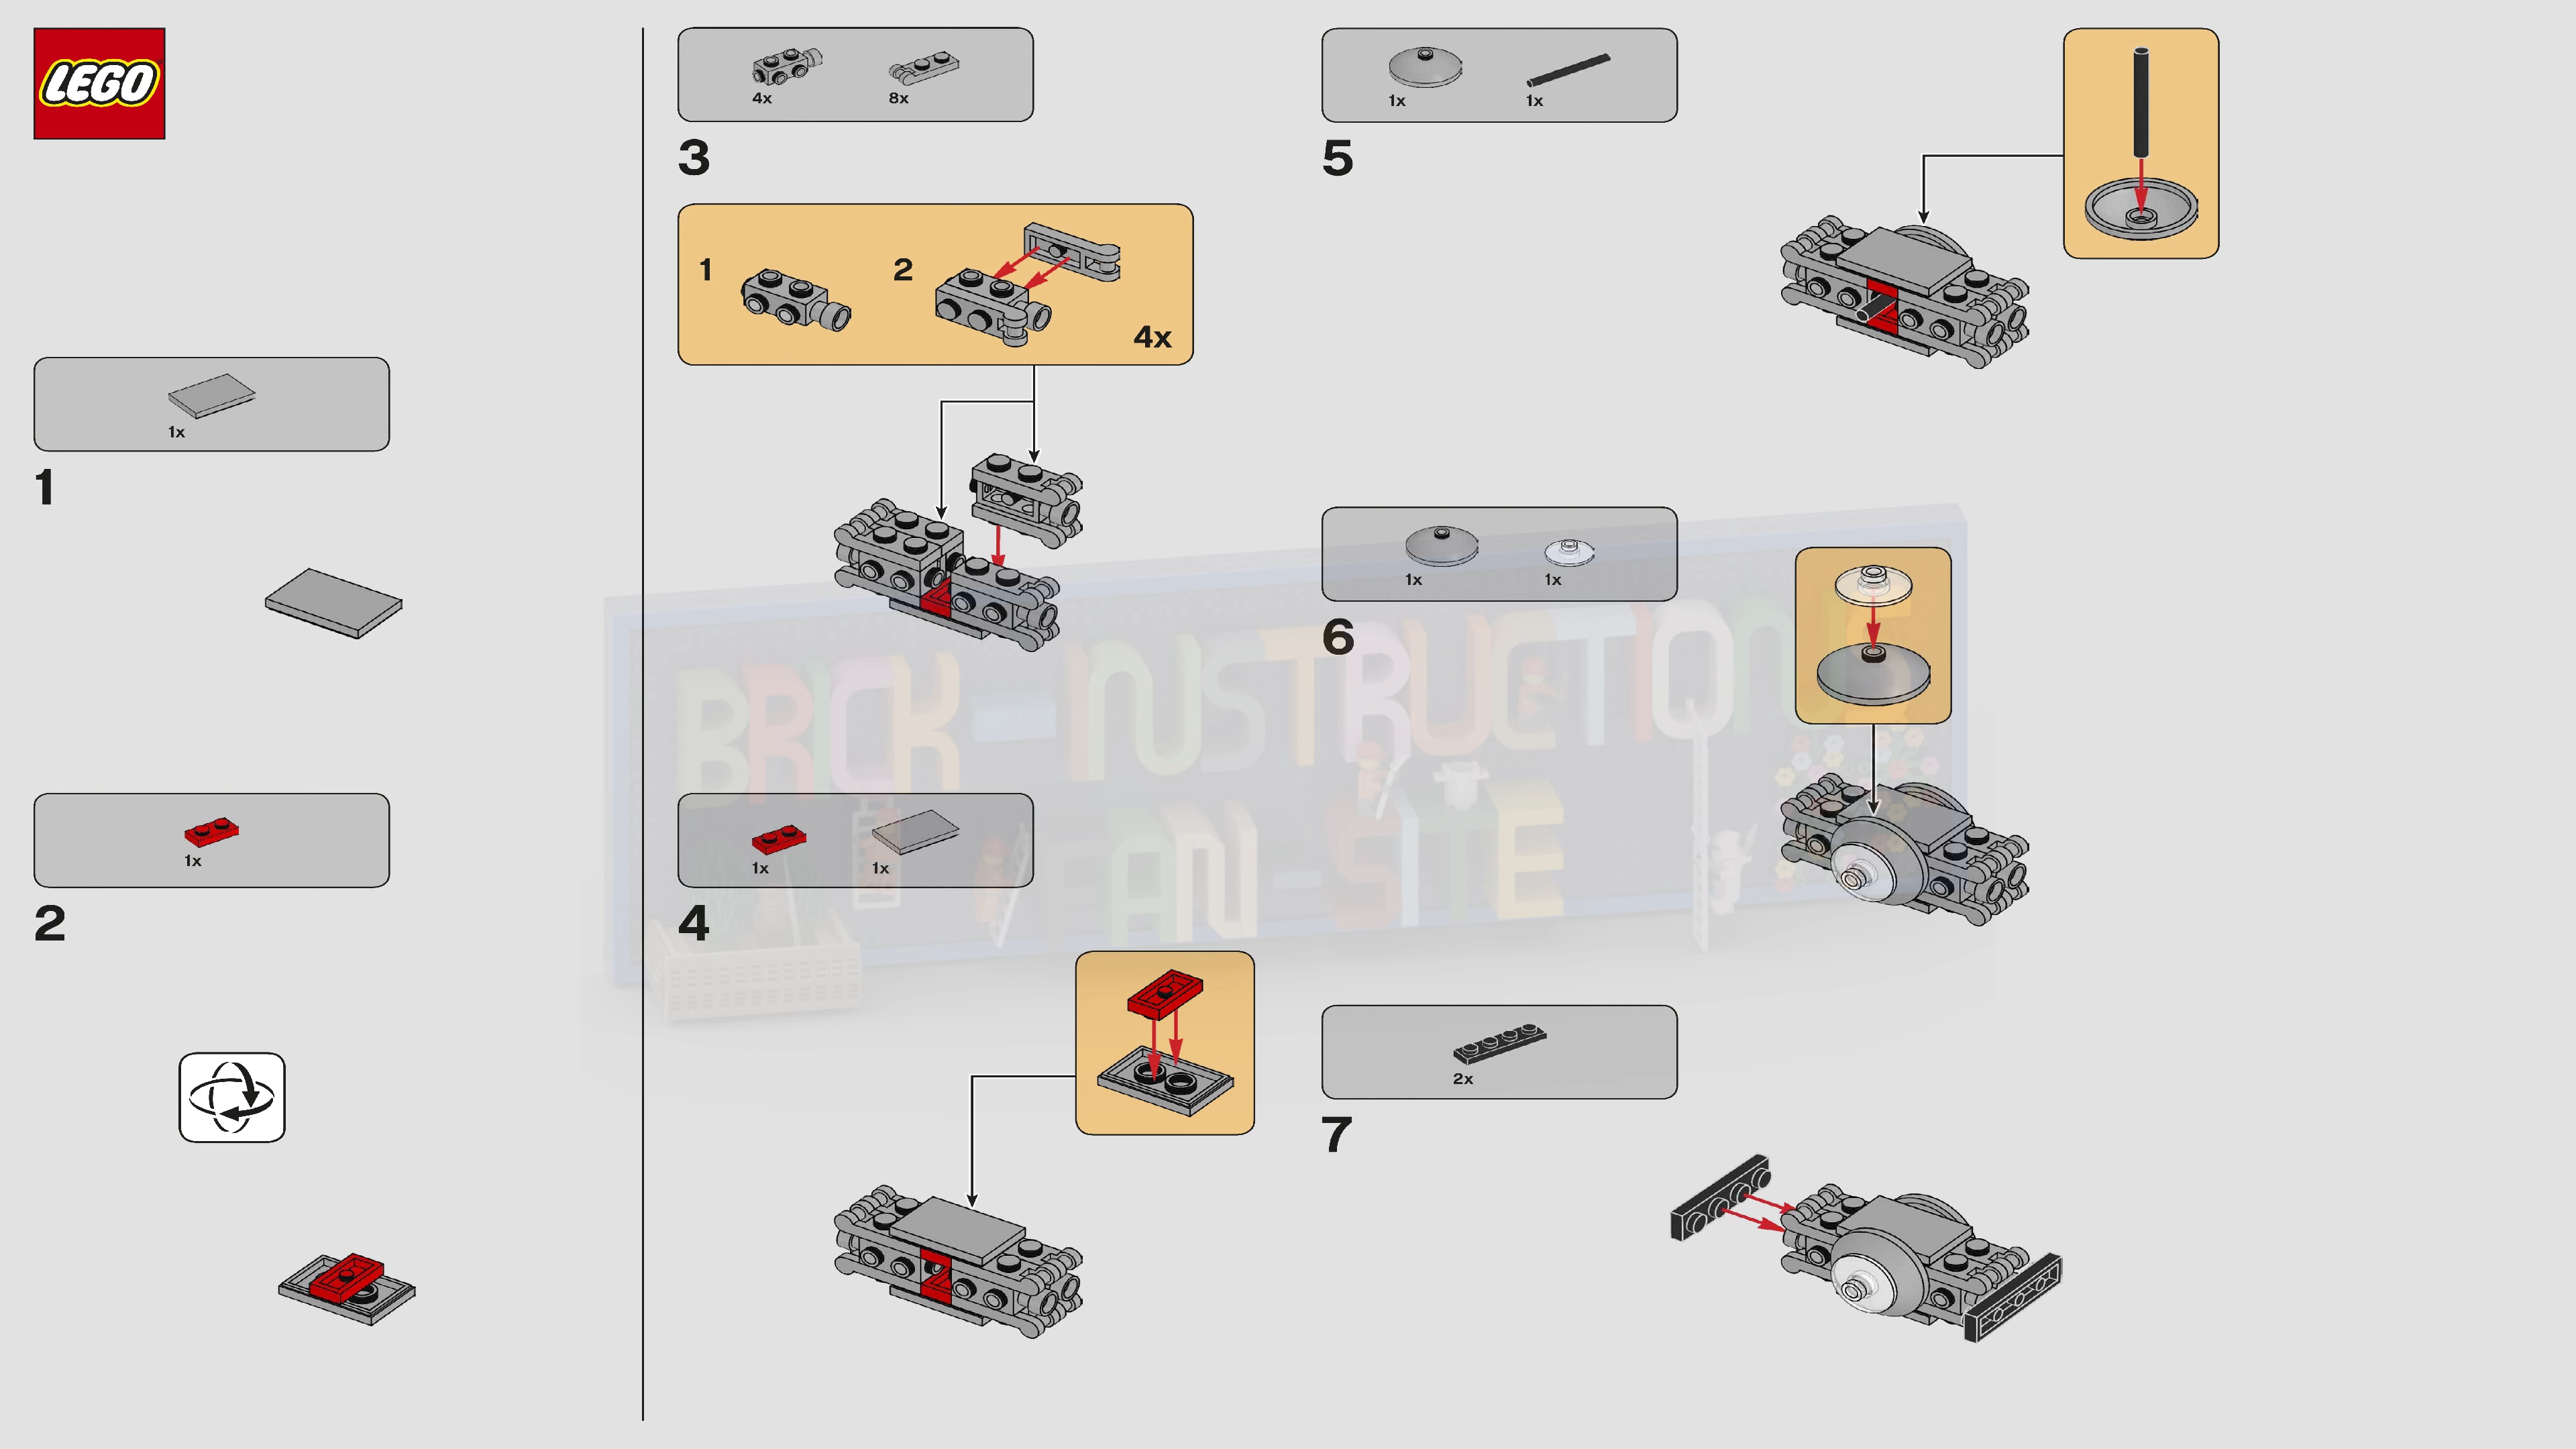 LEGO
1x
1
1x
2
4x 8x
3
1 2
4x
1x 1x
4
1x 1x
5
1x 1x
6
2x
7
BRICK-INSTRUCTIONS
FAN-SITE